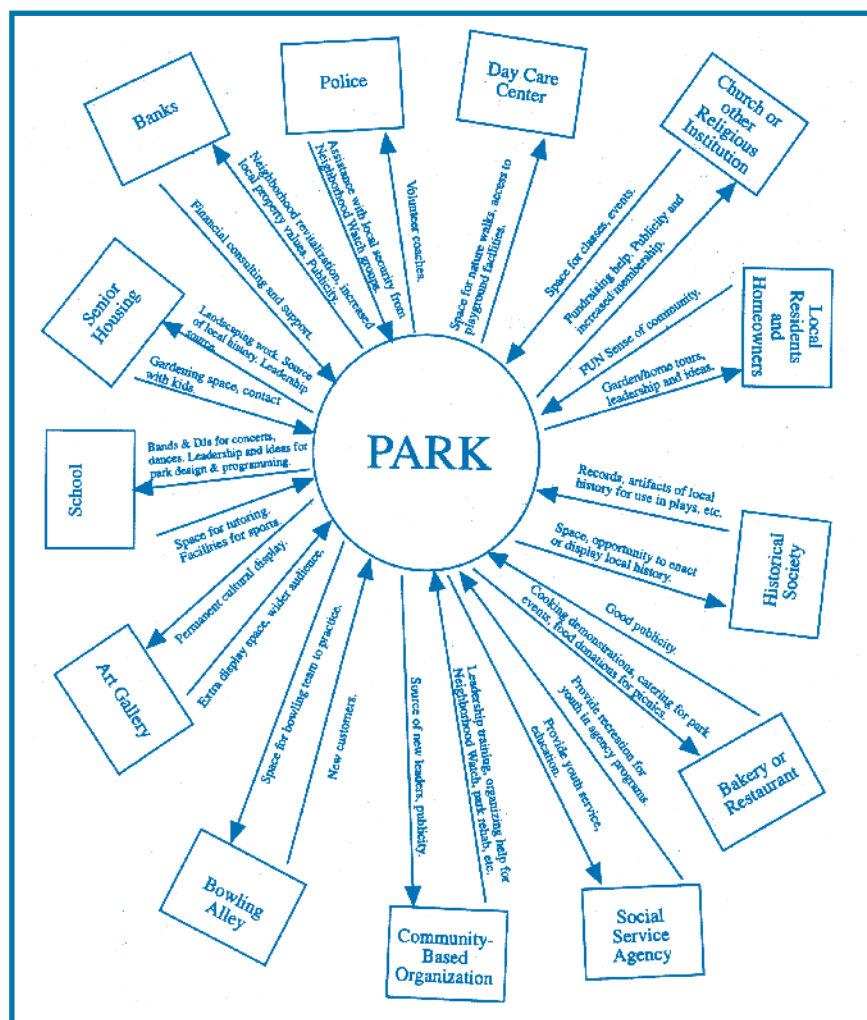 PARK
Banks
Financial consulting and support.
Neighborhood revitalization, increased
local property values. Publicity.
Police
Assistance with local security from
Neighborhood Watch groups.
Volunteer coaches.
Day Care
Center
Space for nature walks, access to
playground facilities.
Church or
other
Religious
Institution
Space for classes, events.
Fundraising help. Publicity and
increased membership.
Local
Residents
and
Homeowners
FUN Sense of community.
Garden/home tours,
leadership and ideas.
Historical
Society
Records, artifacts of local
history for use in plays, etc.
Space, opportunity to enact
or display local history.
Bakery or
Restaurant
Good publicity.
Cooking demonstrations, catering for park
events, food donations for picnics.
Social
Service
Agency
Provide recreation for
youth in agency programs.
Provide youth service,
education.
Community-
Based
Organization
Leadership training, organizing help for
Neighborhood Watch, park rehab, etc.
Source of new leaders, publicity.
Bowling
Alley
New customers.
Space for bowling team to practice.
Art Gallery
Extra display space, wider audience,
Permanent cultural display.
School
Space for tutoring.
Facilities for sports.
Bands & DJs for concerts,
dances. Leadership and ideas for
park design & programming.
Senior
Housing
Gardening space, contact
with kids.
Landscaping work. Source
of local history. Leadership
source.